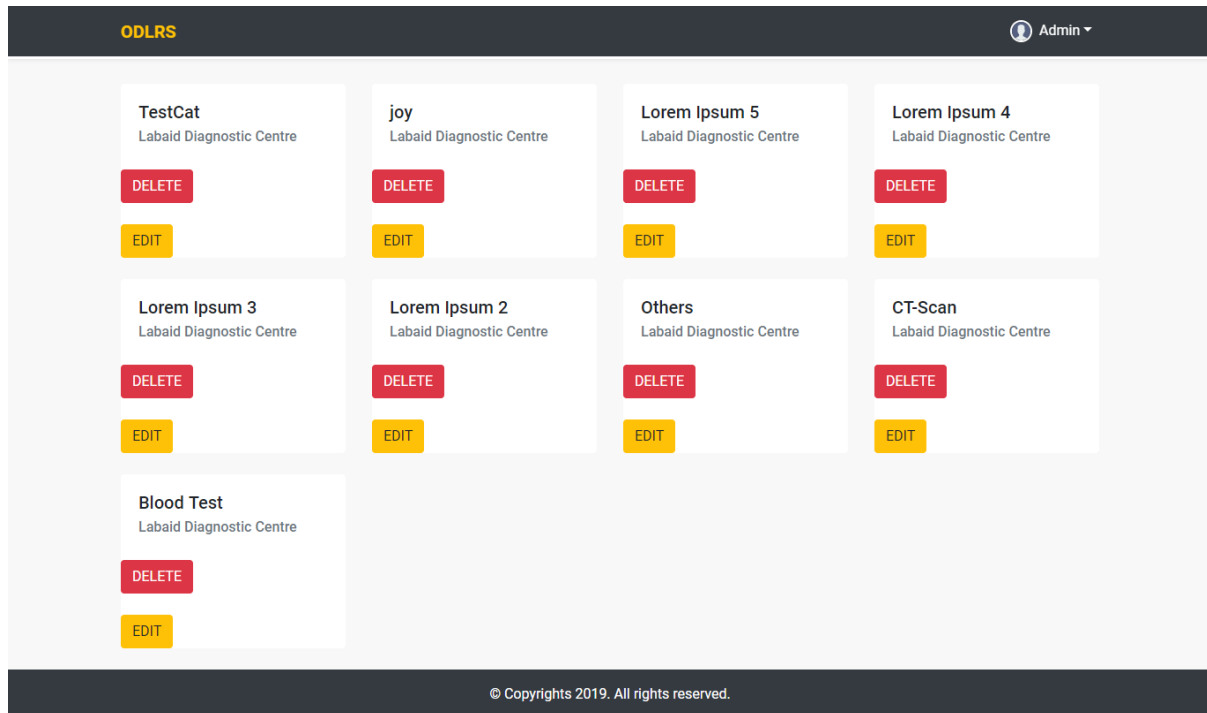 ODLRS
Admin
TestCat
Labaid Diagnostic Centre
DELETE
EDIT
joy
Labaid Diagnostic Centre
DELETE
EDIT
Lorem Ipsum 5
Labaid Diagnostic Centre
DELETE
EDIT
Lorem Ipsum 4
Labaid Diagnostic Centre
DELETE
EDIT
Lorem Ipsum 3
Labaid Diagnostic Centre
DELETE
EDIT
Lorem Ipsum 2
Labaid Diagnostic Centre
DELETE
EDIT
Others
Labaid Diagnostic Centre
DELETE
EDIT
CT-Scan
Labaid Diagnostic Centre
DELETE
EDIT
Blood Test
Labaid Diagnostic Centre
DELETE
EDIT
© Copyrights 2019. All rights reserved.